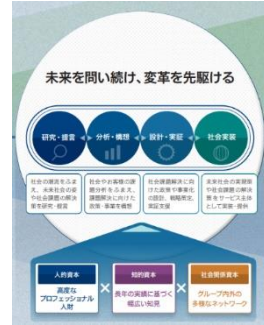 未来を問い続け、変革を先駆ける
研究・提言
分析・構想
設計・実証
社会実装
社会の潮流をふま
え、未来社会の姿
や社会課題の解決
策を研究・提言
社会やお客様の課
題分析をふまえ、
課題解決に向けた
政策・事業を構想
社会課題解決に向
けた政策や事業化
の設計、戦略策定、
実証支援
未来社会の実現策
や社会課題の解決
策をサービス主体
として実装・提供
人的資本
高度な
プロフェッショナル
人財
×
知的資本
長年の実績に基づく
幅広い知見
×
社会関係資本
グループ内外の
多様なネットワーク